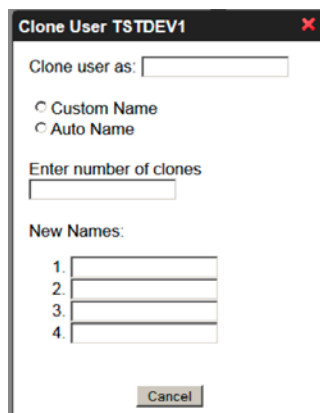 Clone User TSTDEV1
Clone user as:
Custom Name
Auto Name
Enter number of clones
New Names:
1.
2.
3.
4.
Cancel